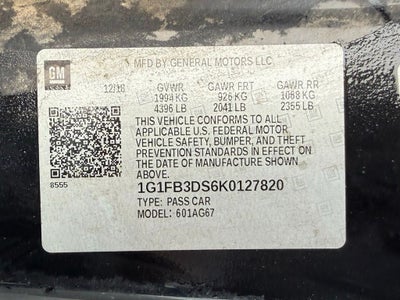 MFD BY GENERAL MOTORS LLC
GM
12/18 GVWR GAWR FRT GAWR RR
1994 KG 926 KG 1068 KG
4396 LB 2041 LB 2355 LB
THIS VEHICLE CONFORMS TO ALL APPLICABLE
U.S. FEDERAL MOTOR
VEHICLE SAFETY, BUMPER, AND THEFT
PREVENTION STANDARDS IN EFFECT ON
THE DATE OF MANUFACTURE SHOWN
ABOVE.
8555
1G1FB3DS6K0127820
TYPE: PASS CAR
MODEL: 601AG67